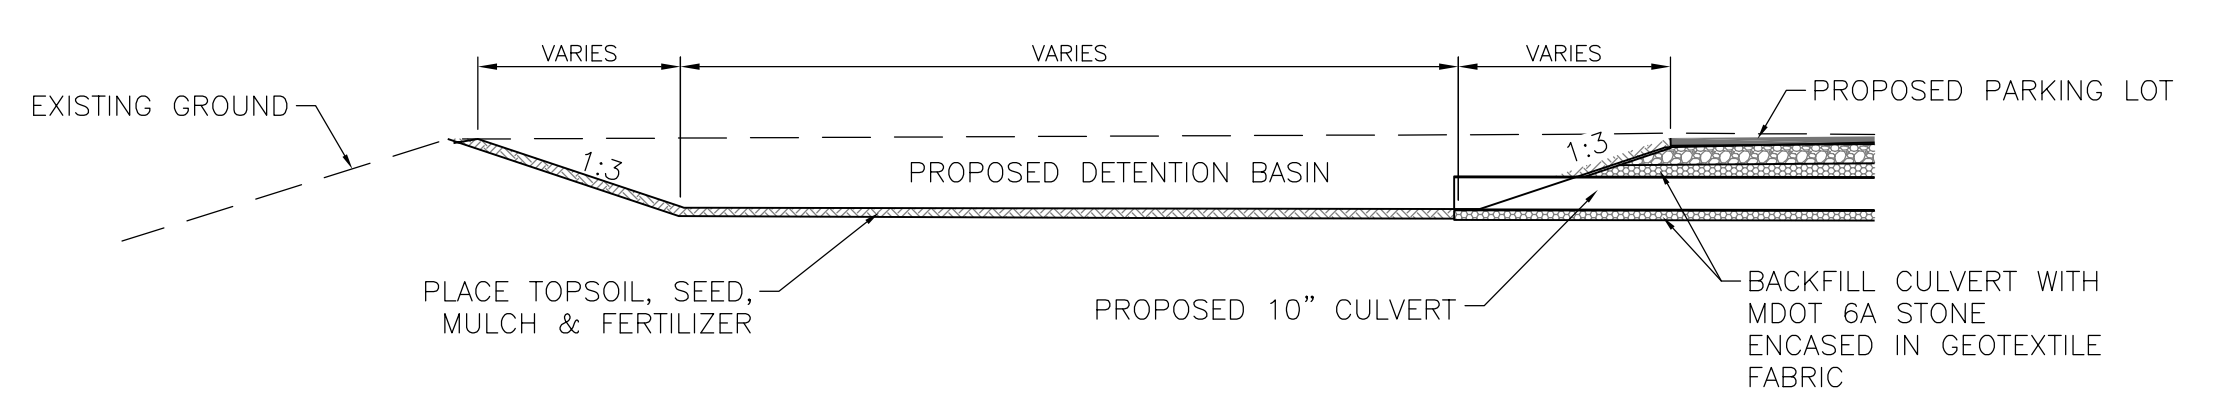 VARIES
VARIES
VARIES
EXISTING GROUND
PROPOSED PARKING LOT
1:3
1:3
PROPOSED DETENTION BASIN
PLACE TOPSOIL, SEED,
MULCH & FERTILIZER
PROPOSED 10" CULVERT
BACKFILL CULVERT WITH
MDOT 6A STONE
ENCASED IN GEOTEXTILE
FABRIC